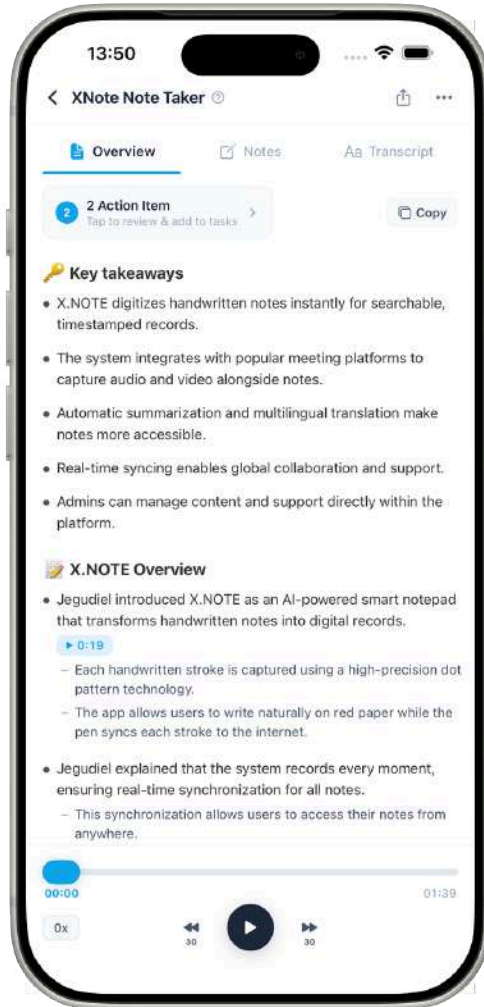 13:50
XNote Note Taker
Overview
Notes
Aa Transcript
2
2 Action Item
Tap to review & add to tasks
Copy
Key takeaways
• X.NOTE digitizes handwritten notes instantly for searchable,
timestamped records.
• The system integrates with popular meeting platforms to
capture audio and video alongside notes.
• Automatic summarization and multilingual translation make
notes more accessible.
• Real-time syncing enables global collaboration and support.
• Admins can manage content and support directly within the
platform.
X.NOTE Overview
• Jegudiel introduced X.NOTE as an AI-powered smart notepad
that transforms handwritten notes into digital records.
0:19
– Each handwritten stroke is captured using a high-precision dot
pattern technology.
– The app allows users to write naturally on red paper while the
pen syncs each stroke to the internet.
• Jegudiel explained that the system records every moment,
ensuring real-time synchronization for all notes.
– This synchronization allows users to access their notes from
anywhere.
00:00
01:39
0x
30
30